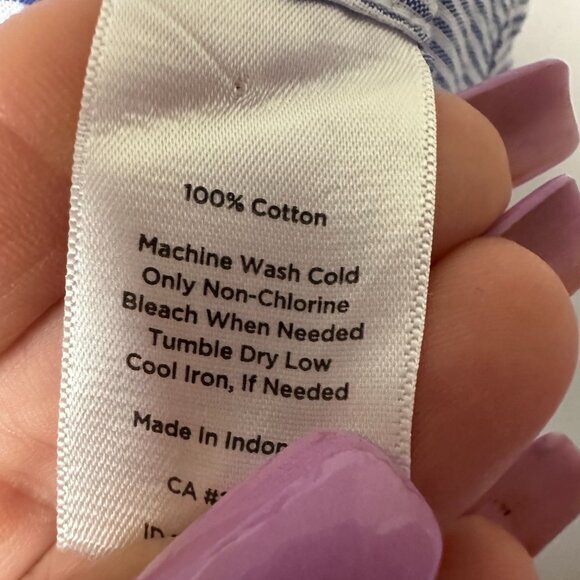 100% Cotton
Machine Wash Cold
Only Non-Chlorine
Bleach When Needed
Tumble Dry Low
Cool Iron, If Needed
Made in
CA